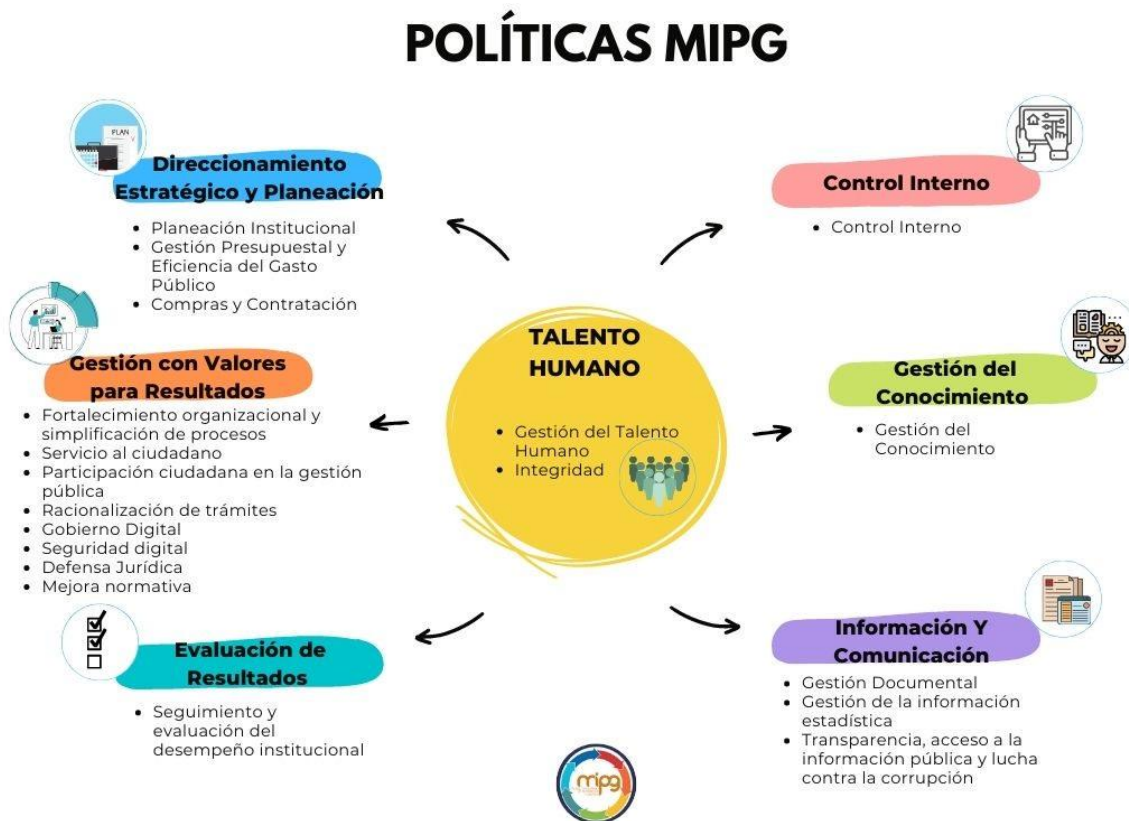 POLÍTICAS MIPG
PLAN
Direccionamiento
Estratégico y Planeación
• Planeación Institucional
• Gestión Presupuestal y
Eficiencia del Gasto
Público
• Compras y Contratación
Gestión con Valores
para Resultados
• Fortalecimiento organizacional y
simplificación de procesos
• Servicio al ciudadano
• Participación ciudadana en la gestión
pública
• Racionalización de trámites
• Gobierno Digital
• Seguridad digital
• Defensa Jurídica
• Mejora normativa
Evaluación de
Resultados
• Seguimiento y
evaluación del
desempeño institucional
TALENTO
HUMANO
• Gestión del Talento
Humano
• Integridad
Control Interno
• Control Interno
Gestión del
Conocimiento
• Gestión del
Conocimiento
Información Y
Comunicación
• Gestión Documental
• Gestión de la información
estadística
• Transparencia, acceso a la
información pública y lucha
contra la corrupción
mipg